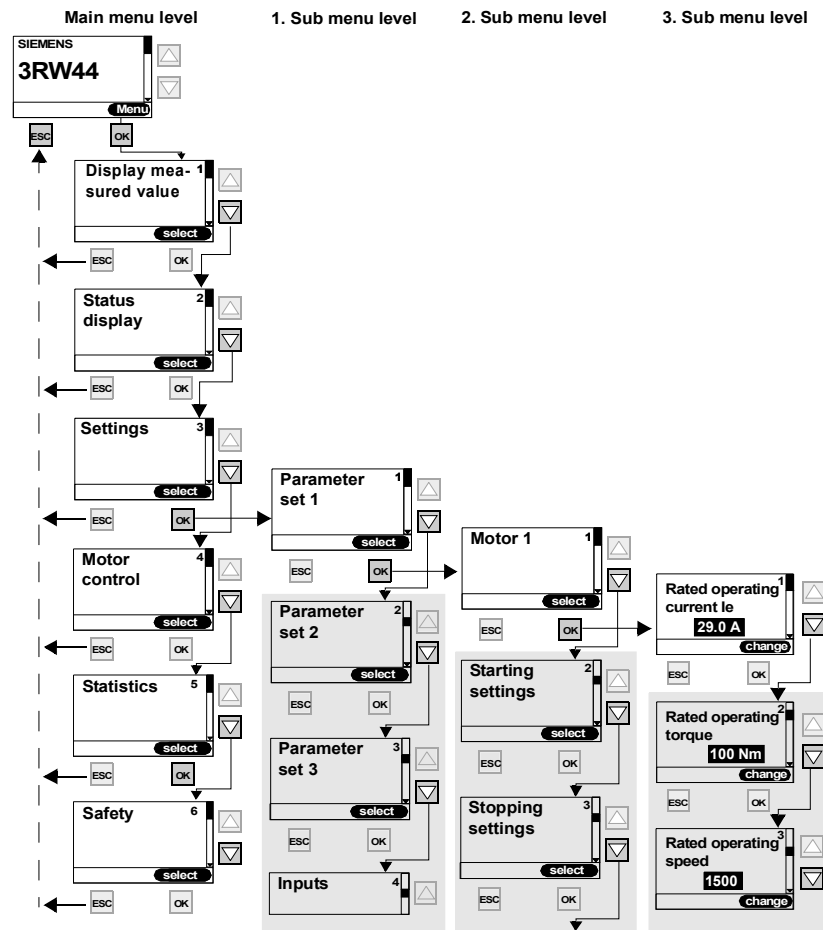 Main menu level
1. Sub menu level
2. Sub menu level
3. Sub menu level
SIEMENS
3RW44
Menu
ESC
OK
Display mea-
sured value
1
select
ESC
OK
Status
display
2
select
ESC
OK
Settings
3
select
ESC
OK
Motor
control
4
select
ESC
OK
Statistics
5
select
ESC
OK
Safety
6
select
ESC
OK
Parameter
set 1
1
select
ESC
OK
Parameter
set 2
2
select
ESC
OK
Parameter
set 3
3
select
ESC
OK
Inputs
4
Motor 1
1
select
ESC
OK
Starting
settings
2
select
ESC
OK
Stopping
settings
3
select
ESC
OK
Rated operating
current Ie
1
29.0 A
change
ESC
OK
Rated operating
torque
2
100 Nm
change
ESC
OK
Rated operating
speed
3
1500
change